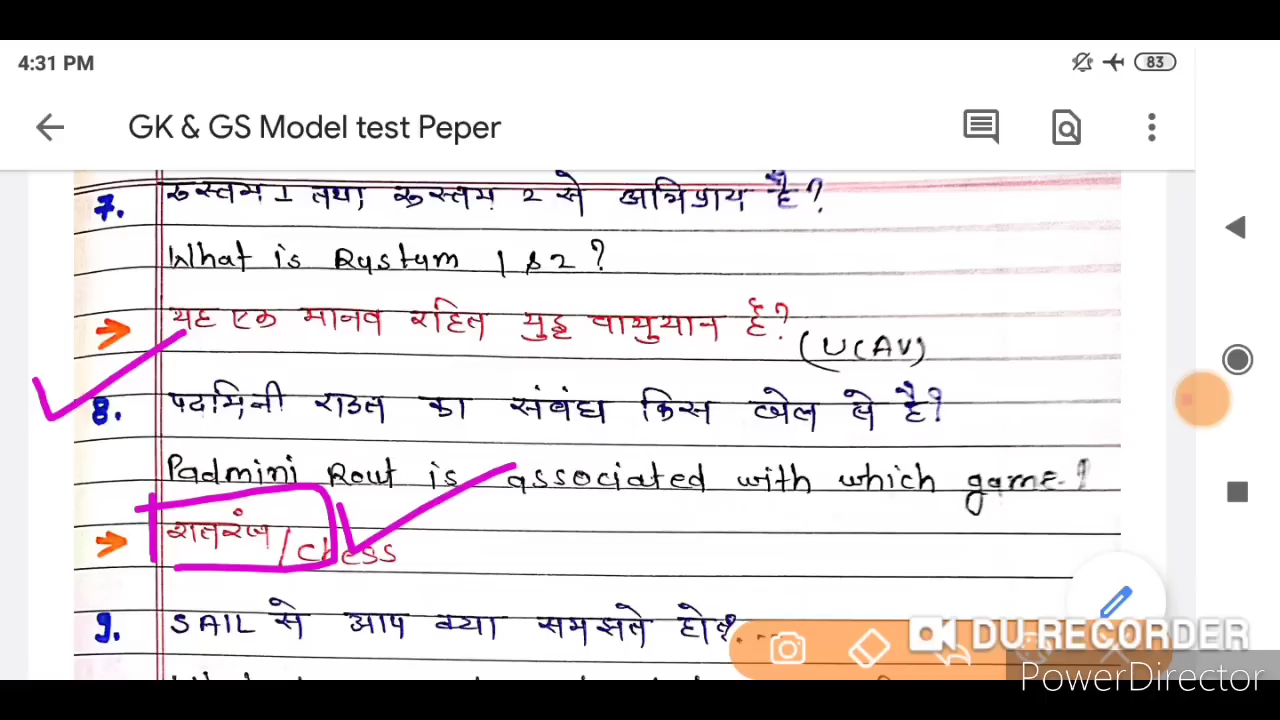 4:31 PM
83
GK & GS Model test Peper
7. रुस्तम 1 तथा रुस्तम 2 से अभिप्राय है?
What is Rustum 1 & 2?
यह एक मानव रहित युद्ध वायुयान है?
(UCAV)
8. पदमिनी राउत का संबंध किस खेल से है?
Padmini Rout is associated with which game?
शतरंज / chess
9. SAIL से आप क्या समझते हो?
DU RECORDER
PowerDirector